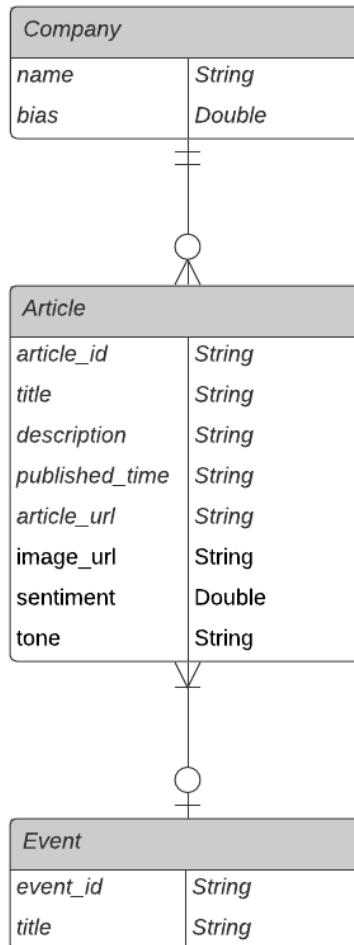 Company
name String
bias Double
Article
article_id String
title String
description String
published_time String
article_url String
image_url String
sentiment Double
tone String
Event
event_id String
title String